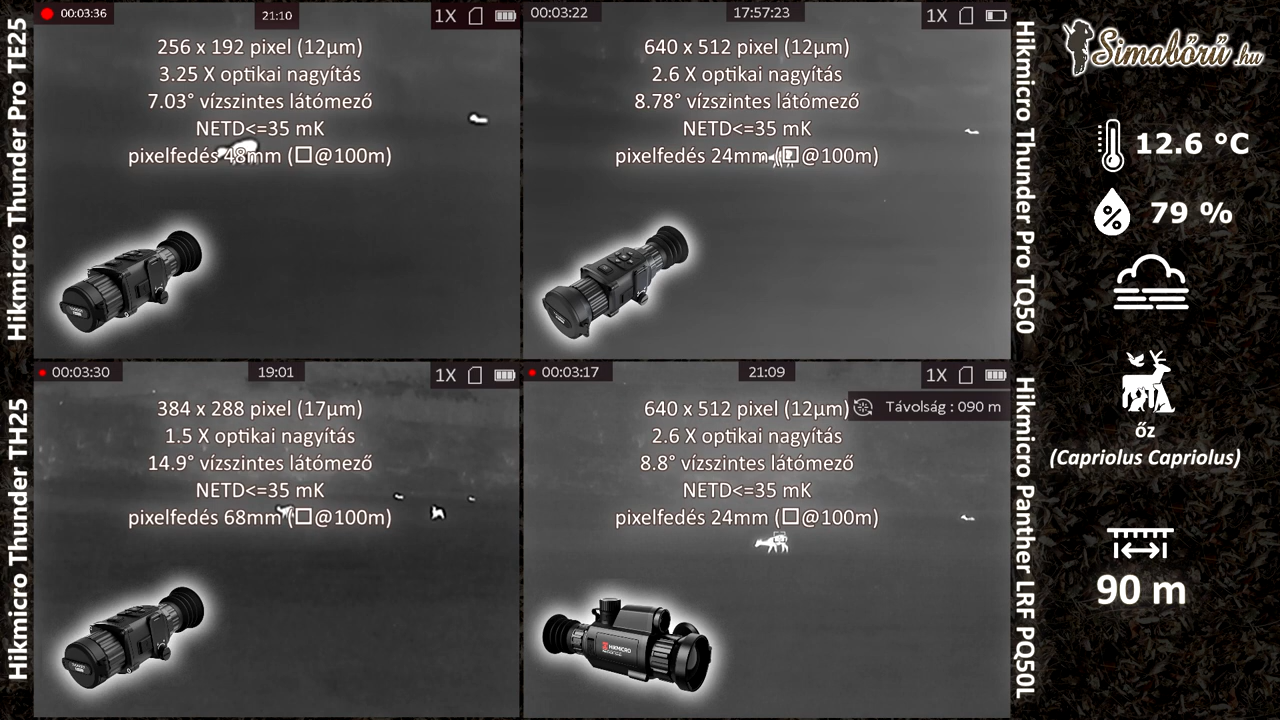 Hikmicro Thunder Pro TE25
00:03:36
21:10
1X
256 x 192 pixel (12µm)
3.25 X optikai nagyítás
7.03° vízszintes látómező
NETD<=35 mK
pixelfedés 48mm (☐@100m)
00:03:22
17:57:23
1X
640 x 512 pixel (12µm)
2.6 X optikai nagyítás
8.78° vízszintes látómező
NETD<=35 mK
pixelfedés 24mm (☐@100m)
Hikmicro Thunder Pro TQ50
Hikmicro Thunder TH25
00:03:30
19:01
1X
384 x 288 pixel (17µm)
1.5 X optikai nagyítás
14.9° vízszintes látómező
NETD<=35 mK
pixelfedés 68mm (☐@100m)
00:03:17
21:09
1X
Távolság : 090 m
640 x 512 pixel (12µm)
2.6 X optikai nagyítás
8.8° vízszintes látómező
NETD<=35 mK
pixelfedés 24mm (☐@100m)
HIKMICRO
Hikmicro Panther LRF PQ50L
Simabőrű.hu
12.6 °C
79 %
őz
(Capriolus Capriolus)
90 m